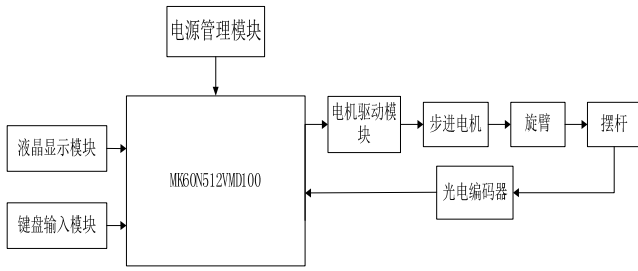 电源管理模块
液晶显示模块
键盘输入模块
MK60N512VMD100
电机驱动模
块
步进电机
旋臂
摆杆
光电编码器